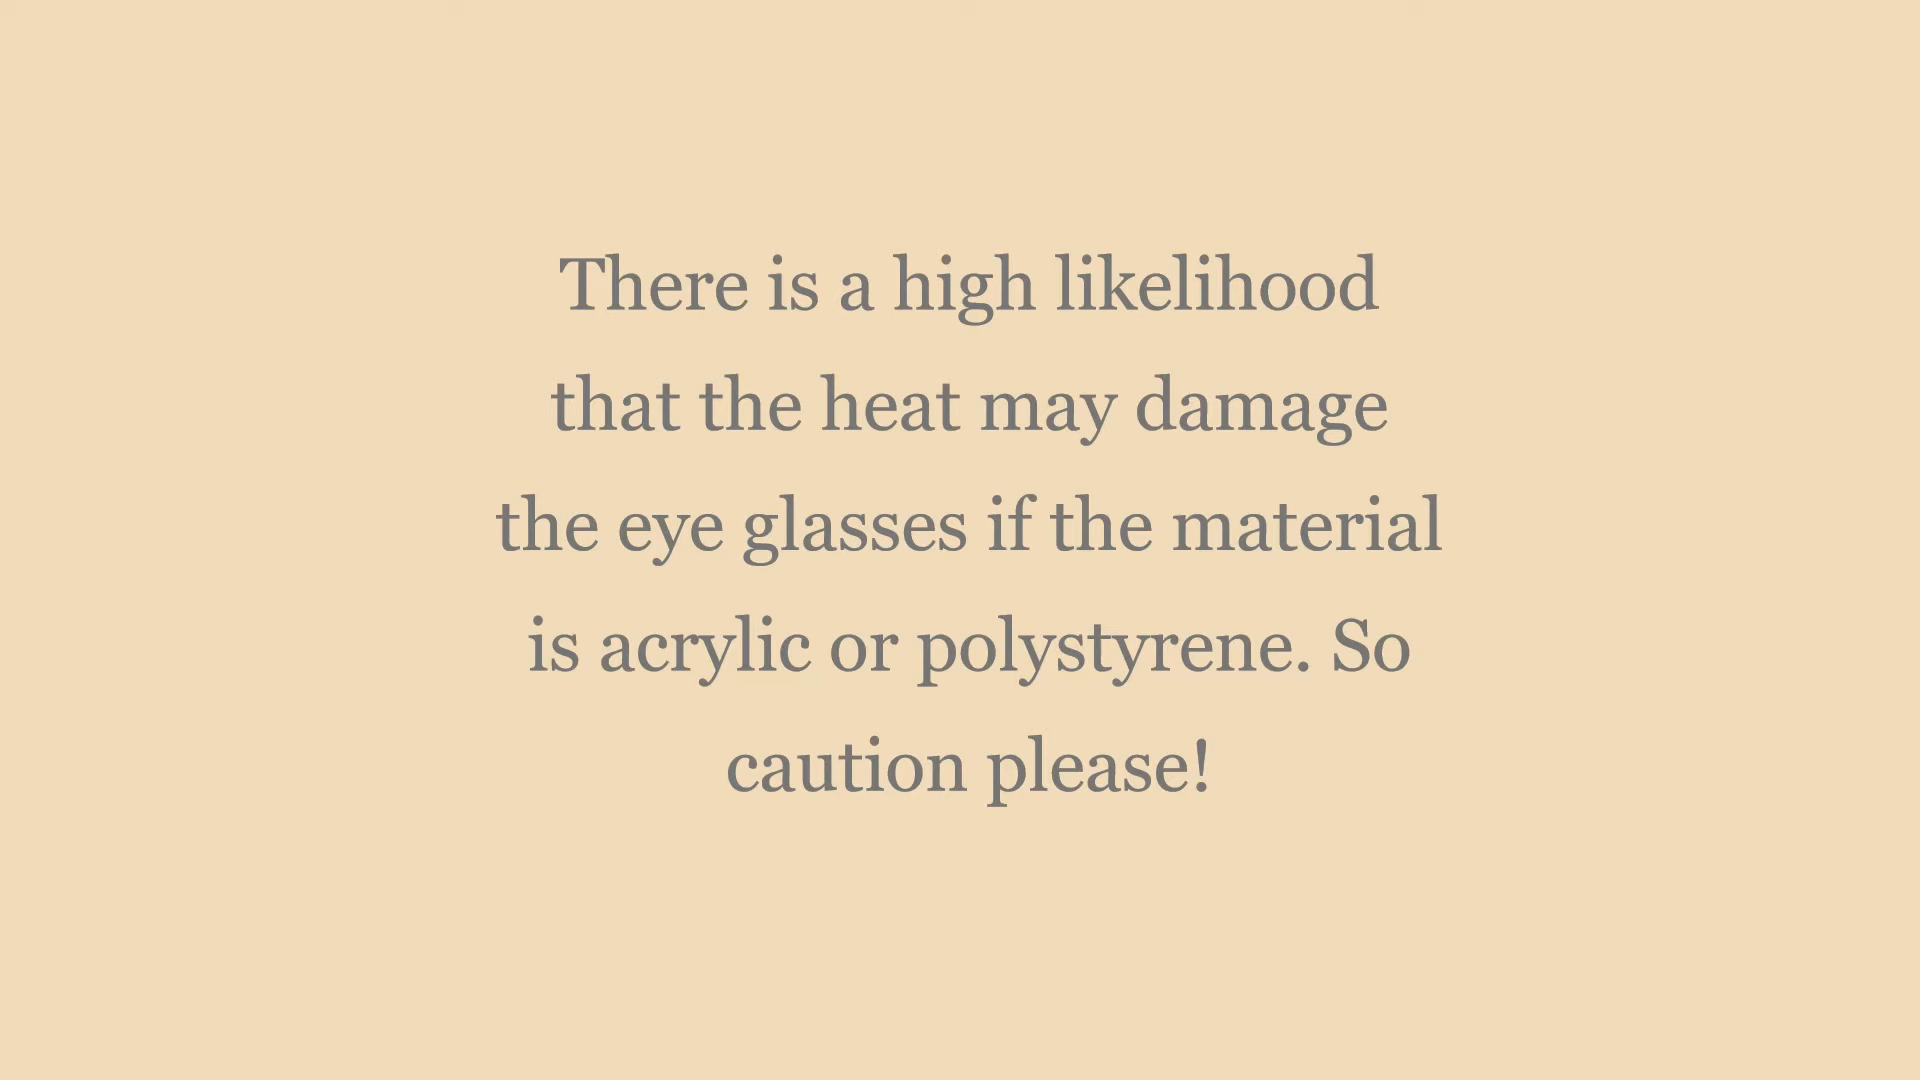 There is a high likelihood
that the heat may damage
the eye glasses if the material
is acrylic or polystyrene. So
caution please!